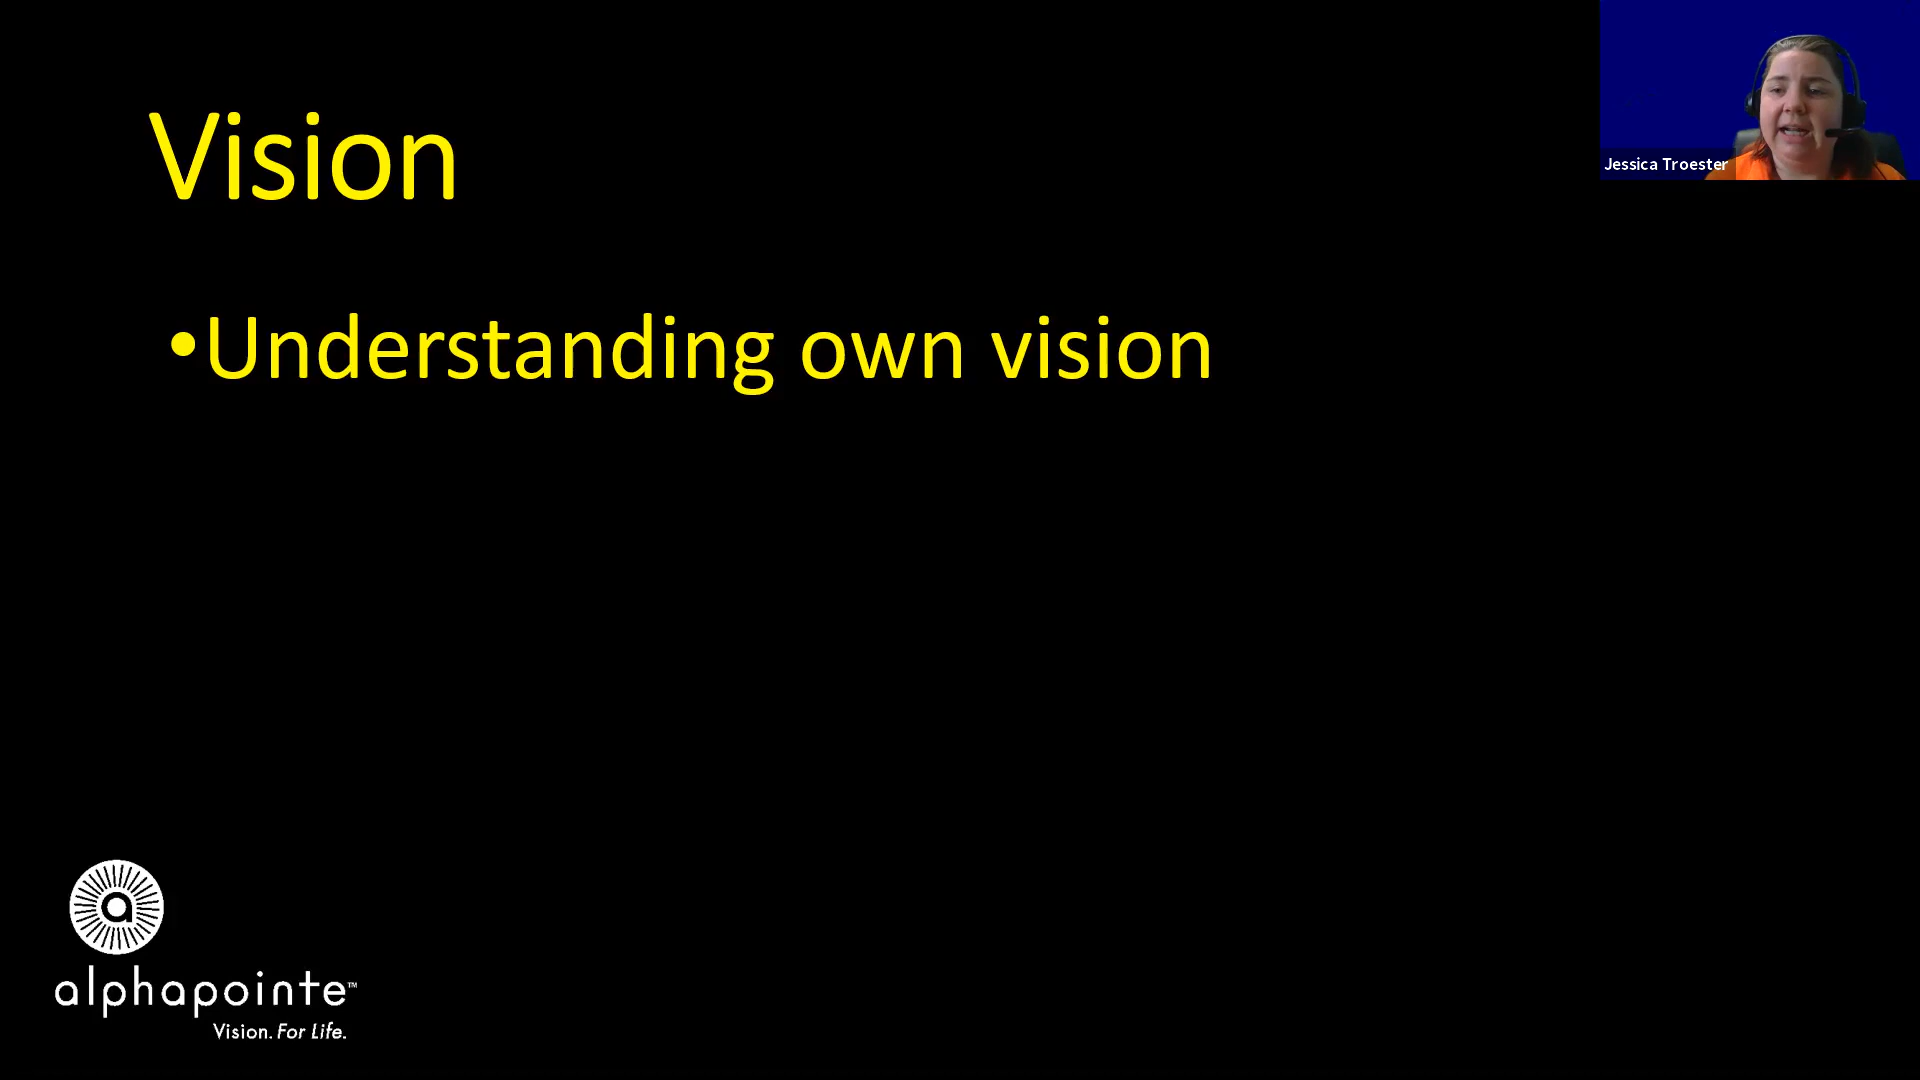 Vision
Jessica Troester
•Understanding own vision
a
alphapointe™
Vision. For Life.